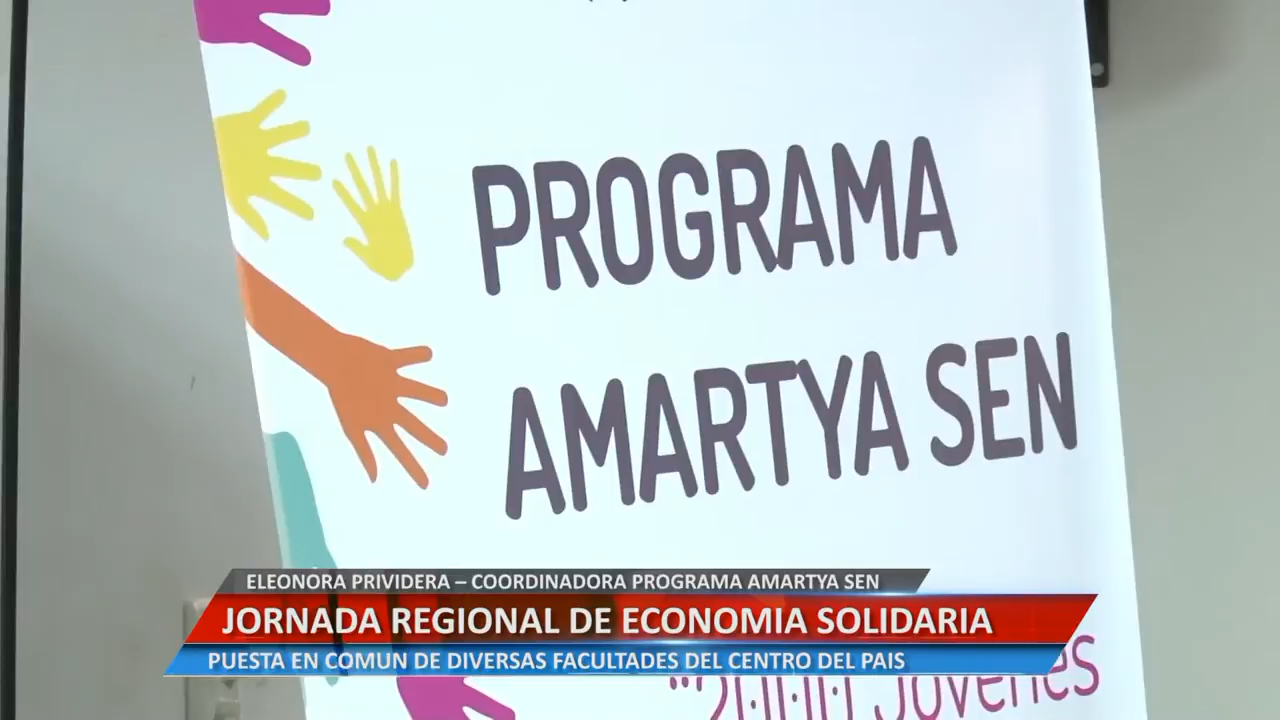 PROGRAMA
AMARTYA SEN
ELEONORA PRIVIDERA – COORDINADORA PROGRAMA AMARTYA SEN
JORNADA REGIONAL DE ECONOMIA SOLIDARIA
PUESTA EN COMUN DE DIVERSAS FACULTADES DEL CENTRO DEL PAIS
Jóvenes